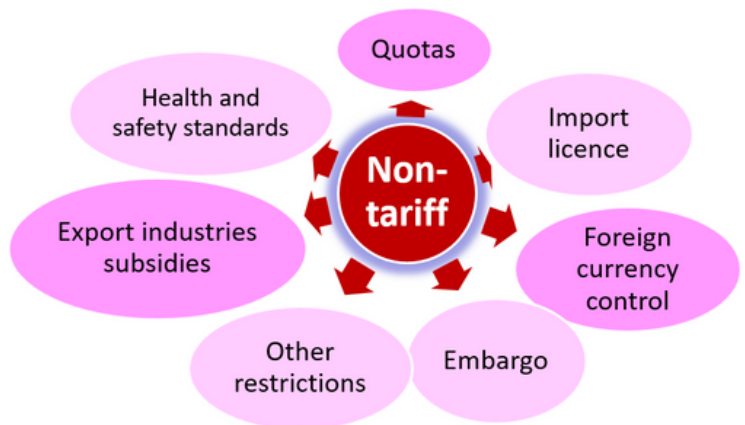 Quotas
Health and
safety standards
Import
licence
Non-
tariff
Export industries
subsidies
Foreign
currency
control
Other
restrictions
Embargo